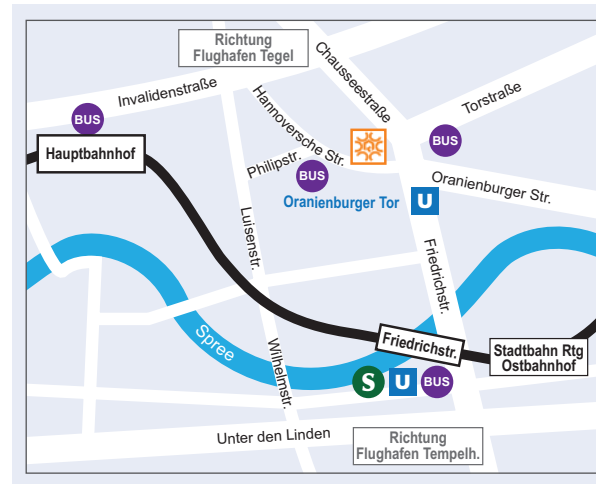 Richtung
Flughafen Tegel
Chausseestraße
Invalidenstraße
Torstraße
BUS
Hannoversche Str.
BUS
Hauptbahnhof
Philipstr.
BUS
Oranienburger Str.
Oranienburger Tor
U
Luisenstr.
Friedrichstr.
Spree
Friedrichstr.
Stadtbahn Rtg
Ostbahnhof
Wilhelmstr.
S
U
BUS
Unter den Linden
Richtung
Flughafen Tempelh.